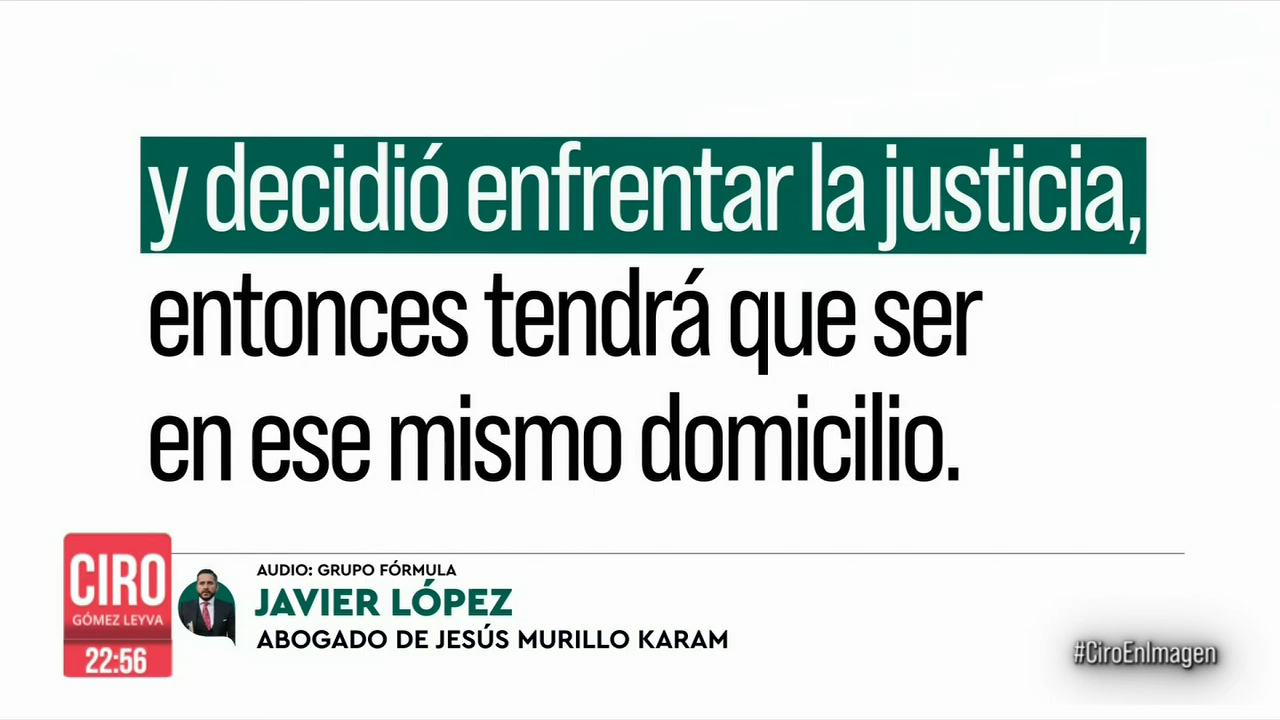 y decidió enfrentar la justicia,
entonces tendrá que ser
en ese mismo domicilio.
CIRO
GÓMEZ LEYVA
22:56
AUDIO: GRUPO FÓRMULA
JAVIER LÓPEZ
ABOGADO DE JESÚS MURILLO KARAM
#CiroEnImagen